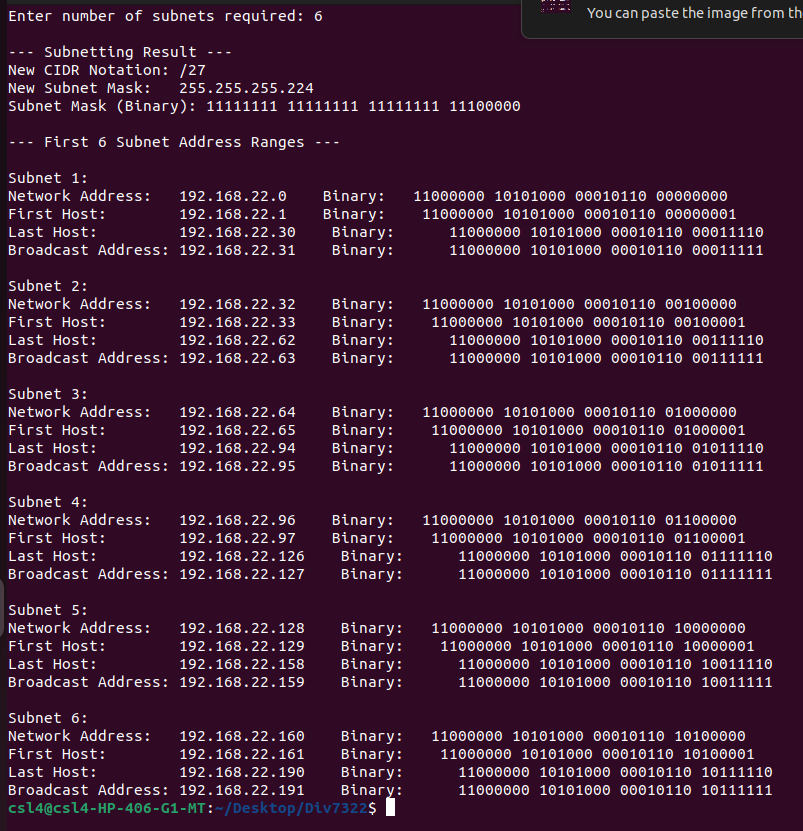 You can paste the image from the
Enter number of subnets required: 6
--- Subnetting Result ---
New CIDR Notation: /27
New Subnet Mask:   255.255.255.224
Subnet Mask (Binary): 11111111 11111111 11111111 11100000
--- First 6 Subnet Address Ranges ---
Subnet 1:
Network Address:   192.168.22.0    Binary:   11000000 10101000 00010110 00000000
First Host:        192.168.22.1    Binary:    11000000 10101000 00010110 00000001
Last Host:         192.168.22.30    Binary:      11000000 10101000 00010110 00011110
Broadcast Address: 192.168.22.31    Binary:      11000000 10101000 00010110 00011111
Subnet 2:
Network Address:   192.168.22.32    Binary:   11000000 10101000 00010110 00100000
First Host:        192.168.22.33    Binary:    11000000 10101000 00010110 00100001
Last Host:         192.168.22.62    Binary:      11000000 10101000 00010110 00111110
Broadcast Address: 192.168.22.63    Binary:      11000000 10101000 00010110 00111111
Subnet 3:
Network Address:   192.168.22.64    Binary:   11000000 10101000 00010110 01000000
First Host:        192.168.22.65    Binary:    11000000 10101000 00010110 01000001
Last Host:         192.168.22.94    Binary:      11000000 10101000 00010110 01011110
Broadcast Address: 192.168.22.95    Binary:      11000000 10101000 00010110 01011111
Subnet 4:
Network Address:   192.168.22.96    Binary:   11000000 10101000 00010110 01100000
First Host:        192.168.22.97    Binary:    11000000 10101000 00010110 01100001
Last Host:         192.168.22.126    Binary:      11000000 10101000 00010110 01111110
Broadcast Address: 192.168.22.127    Binary:      11000000 10101000 00010110 01111111
Subnet 5:
Network Address:   192.168.22.128    Binary:   11000000 10101000 00010110 10000000
First Host:        192.168.22.129    Binary:    11000000 10101000 00010110 10000001
Last Host:         192.168.22.158    Binary:      11000000 10101000 00010110 10011110
Broadcast Address: 192.168.22.159    Binary:      11000000 10101000 00010110 10011111
Subnet 6:
Network Address:   192.168.22.160    Binary:   11000000 10101000 00010110 10100000
First Host:        192.168.22.161    Binary:    11000000 10101000 00010110 10100001
Last Host:         192.168.22.190    Binary:      11000000 10101000 00010110 10111110
Broadcast Address: 192.168.22.191    Binary:      11000000 10101000 00010110 10111111
csl4@csl4-HP-406-G1-MT:~/Desktop/Div7322$